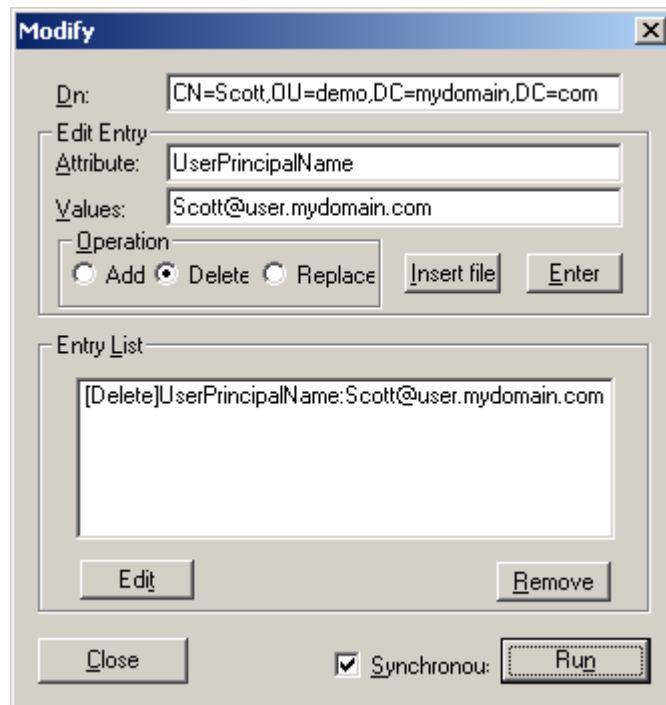 Modify
Dn: CN=Scott,OU=demo,DC=mydomain,DC=com
Edit Entry
Attribute: UserPrincipalName
Values: Scott@user.mydomain.com
Operation
Add Delete Replace Insert file Enter
Entry List
[Delete]UserPrincipalName:Scott@user.mydomain.com
Edit Remove
Close Synchronou: Run